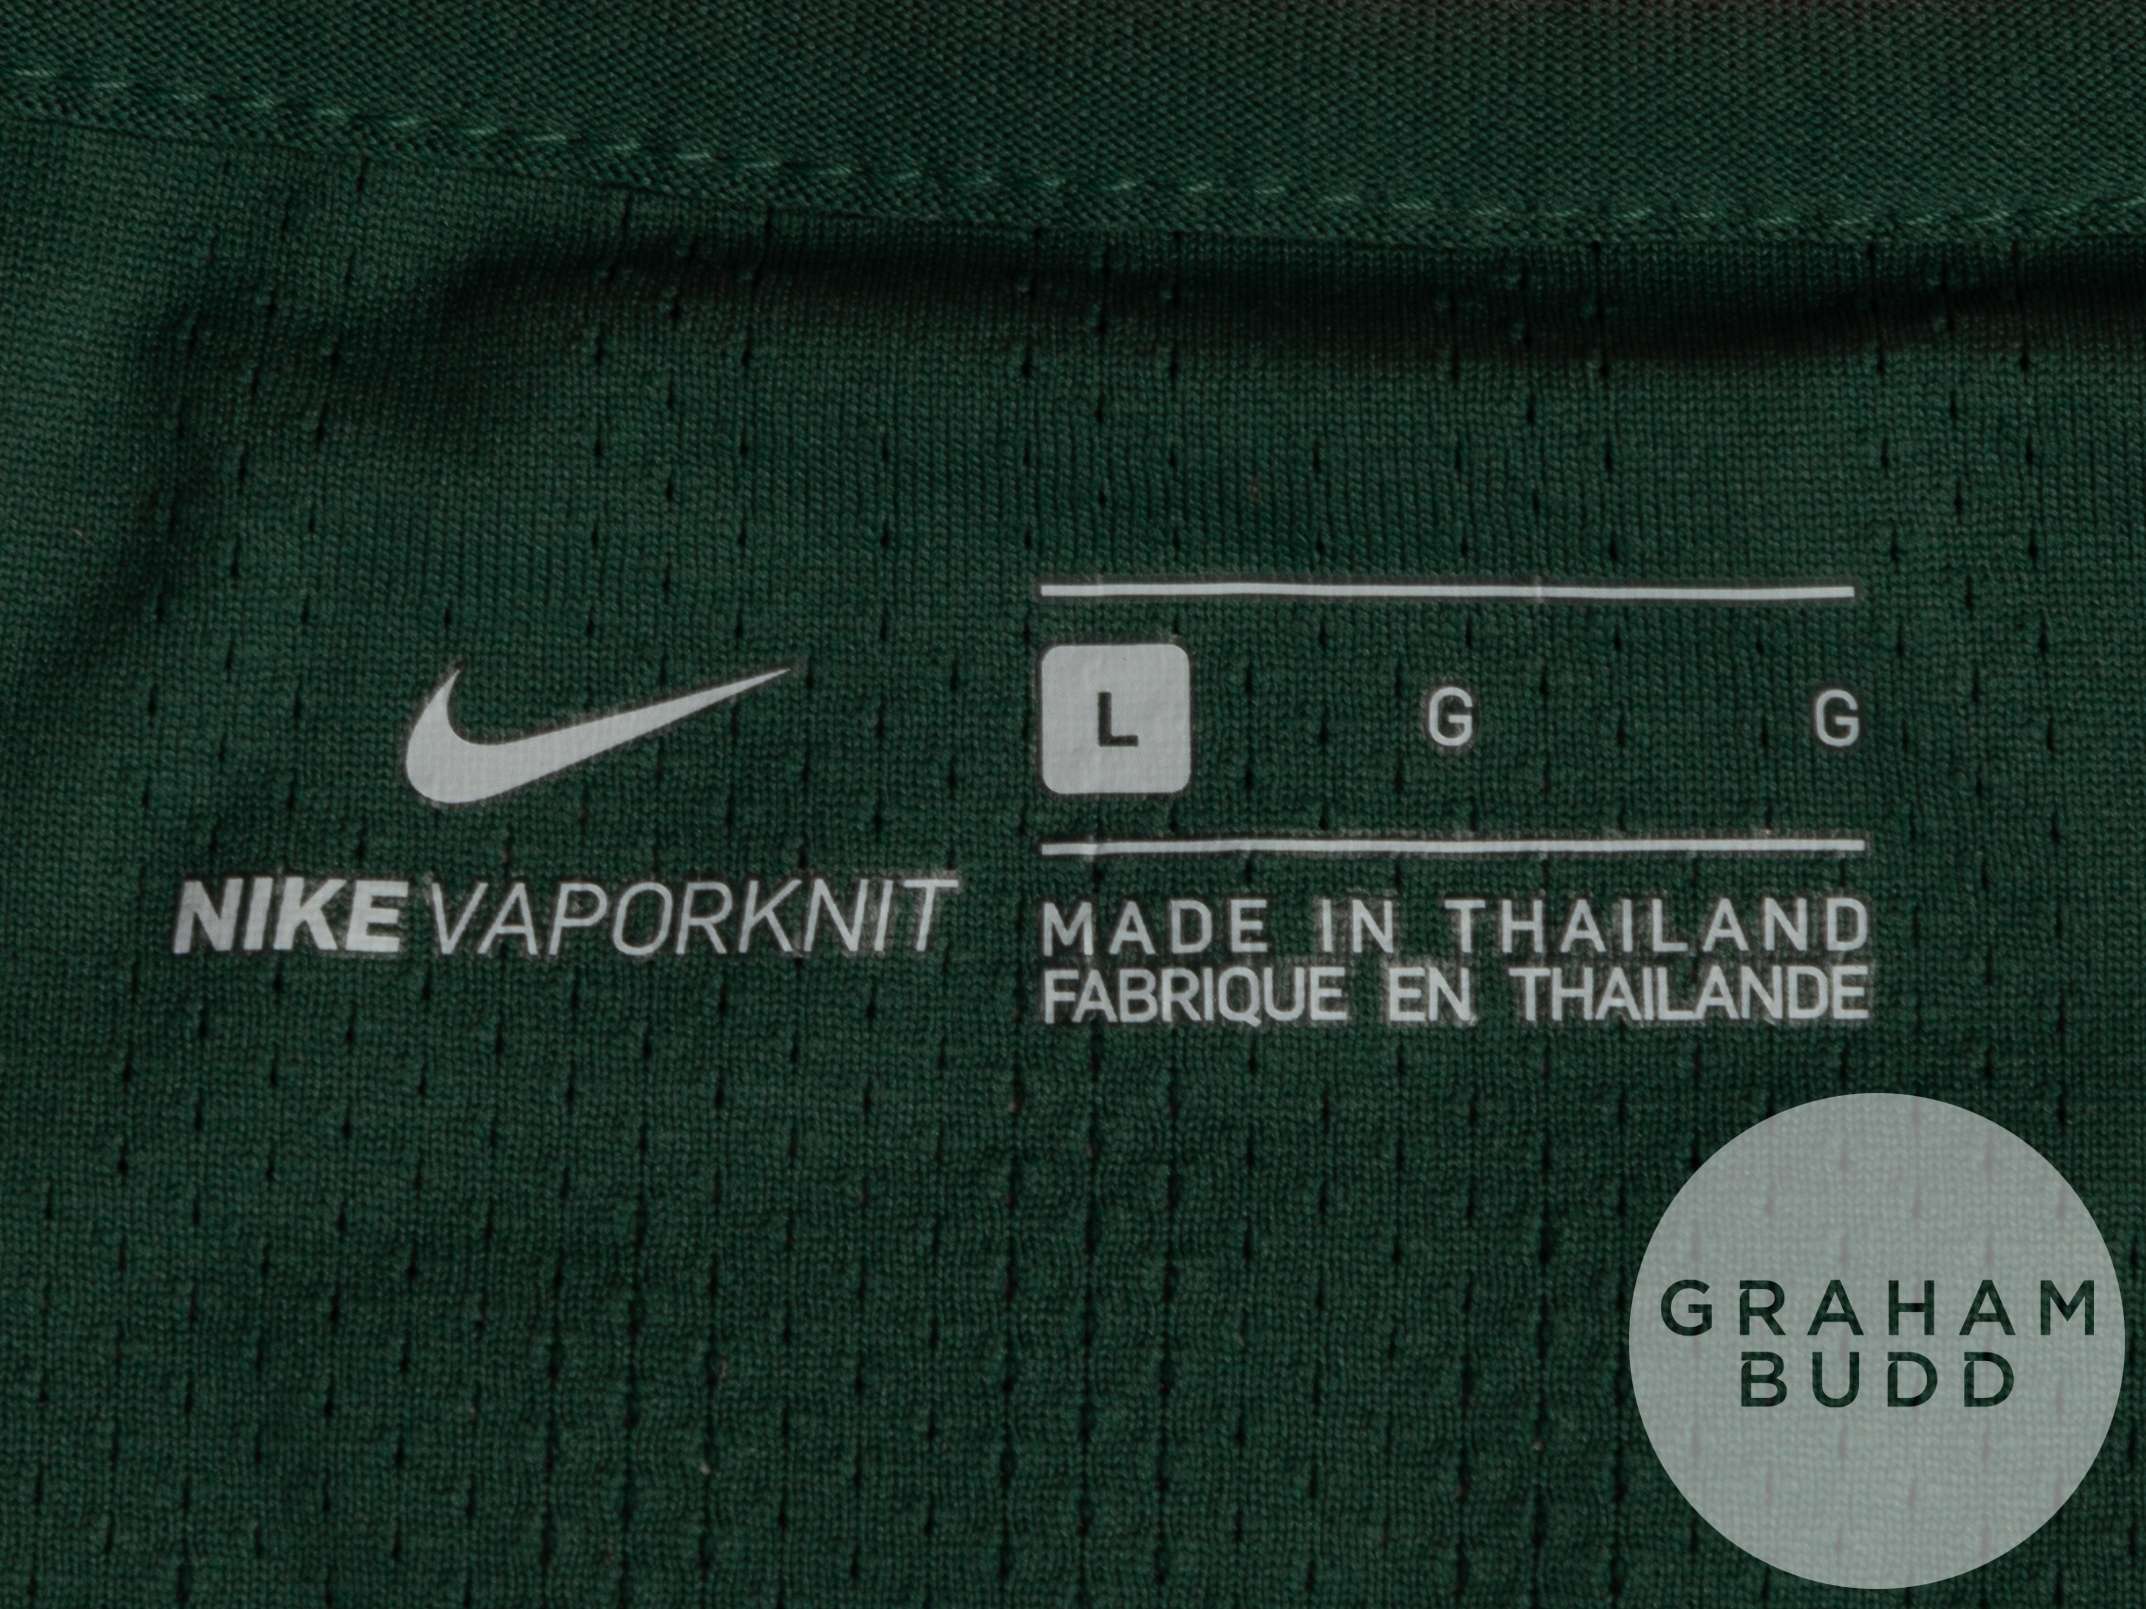 NIKE VAPORKNIT
L G G
MADE IN THAILAND
FABRIQUE EN THAILANDE
GRAHAM
BUDD